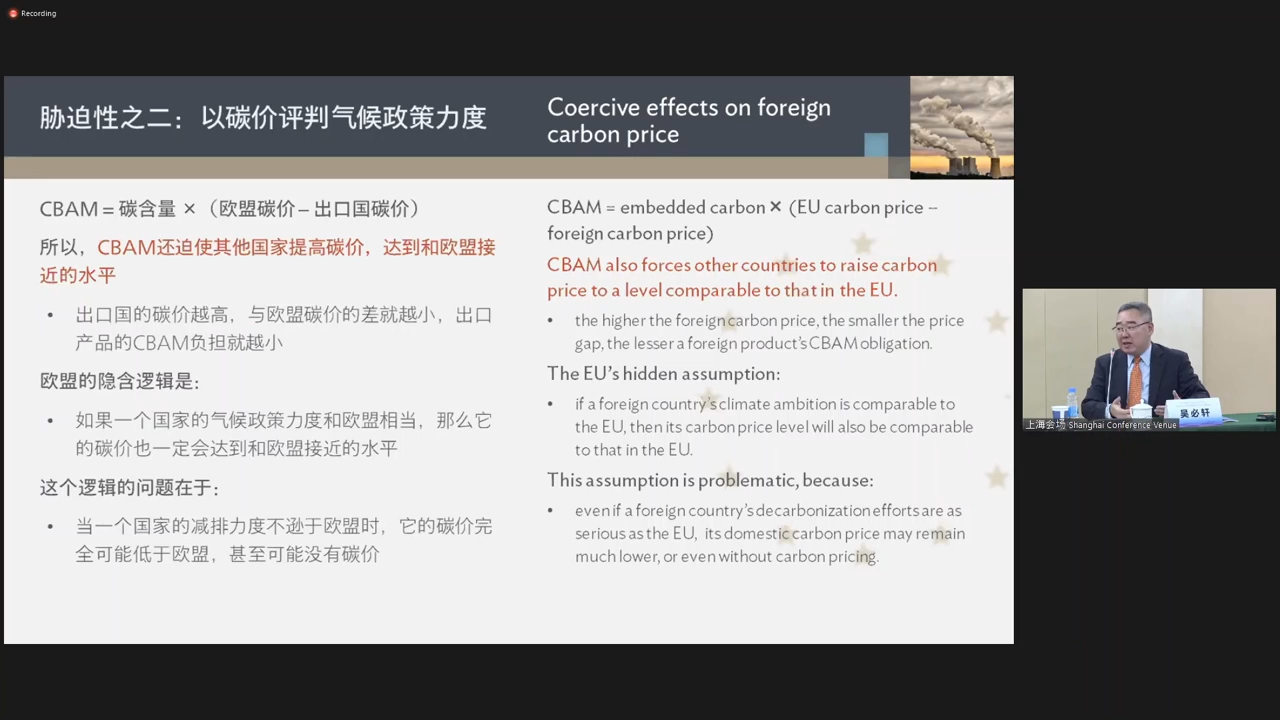 Recording
胁迫性之二：以碳价评判气候政策力度
Coercive effects on foreign
carbon price
CBAM = 碳含量 ×（欧盟碳价 – 出口国碳价）
所以，CBAM还迫使其他国家提高碳价，达到和欧盟接
近的水平
• 出口国的碳价越高，与欧盟碳价的差就越小，出口
产品的CBAM负担就越小
欧盟的隐含逻辑是：
• 如果一个国家的气候政策力度和欧盟相当，那么它
的碳价也一定会达到和欧盟接近的水平
这个逻辑的问题在于：
• 当一个国家的减排力度不逊于欧盟时，它的碳价完
全可能低于欧盟，甚至可能没有碳价
CBAM = embedded carbon × (EU carbon price –
foreign carbon price)
CBAM also forces other countries to raise carbon
price to a level comparable to that in the EU.
• the higher the foreign carbon price, the smaller the price
gap, the lesser a foreign product's CBAM obligation.
The EU's hidden assumption:
• if a foreign country's climate ambition is comparable to
the EU, then its carbon price level will also be comparable
to that in the EU.
This assumption is problematic, because:
• even if a foreign country's decarbonization efforts are as
serious as the EU, its domestic carbon price may remain
much lower, or even without carbon pricing.
吴必轩
上海会场 Shanghai Conference Venue